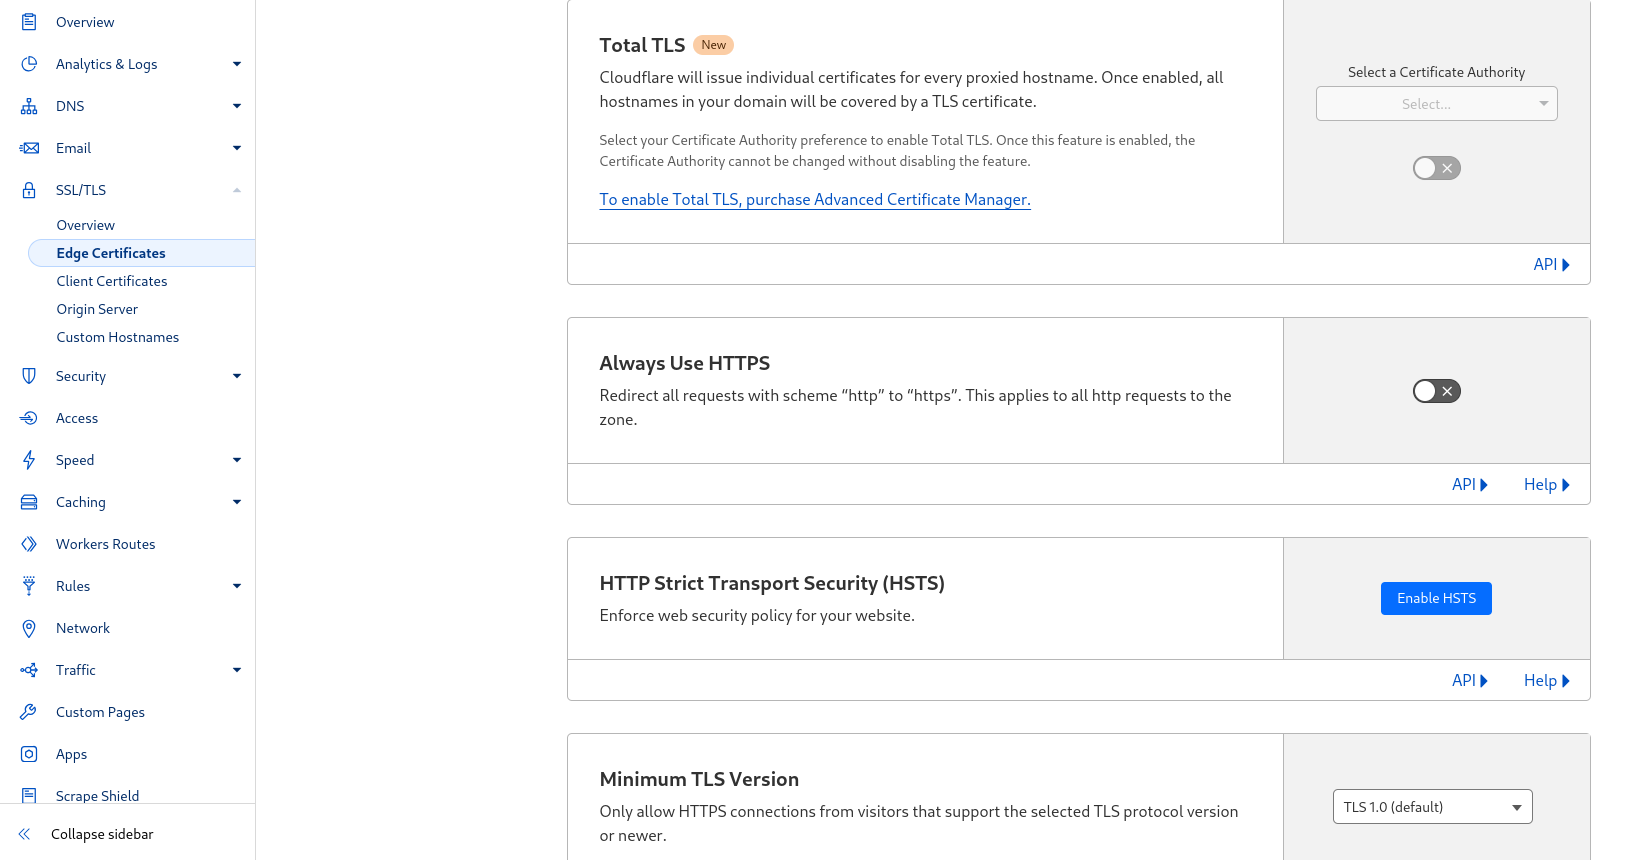 Overview
Analytics & Logs
DNS
Email
SSL/TLS
Overview
Edge Certificates
Client Certificates
Origin Server
Custom Hostnames
Security
Access
Speed
Caching
Workers Routes
Rules
Network
Traffic
Custom Pages
Apps
Scrape Shield
Collapse sidebar
Total TLS New
Cloudflare will issue individual certificates for every proxied hostname. Once enabled, all
hostnames in your domain will be covered by a TLS certificate.
Select your Certificate Authority preference to enable Total TLS. Once this feature is enabled, the
Certificate Authority cannot be changed without disabling the feature.
To enable Total TLS, purchase Advanced Certificate Manager.
Select a Certificate Authority
Select...
API
Always Use HTTPS
Redirect all requests with scheme “http” to “https”. This applies to all http requests to the
zone.
API Help
HTTP Strict Transport Security (HSTS)
Enforce web security policy for your website.
Enable HSTS
API Help
Minimum TLS Version
Only allow HTTPS connections from visitors that support the selected TLS protocol version
or newer.
TLS 1.0 (default)